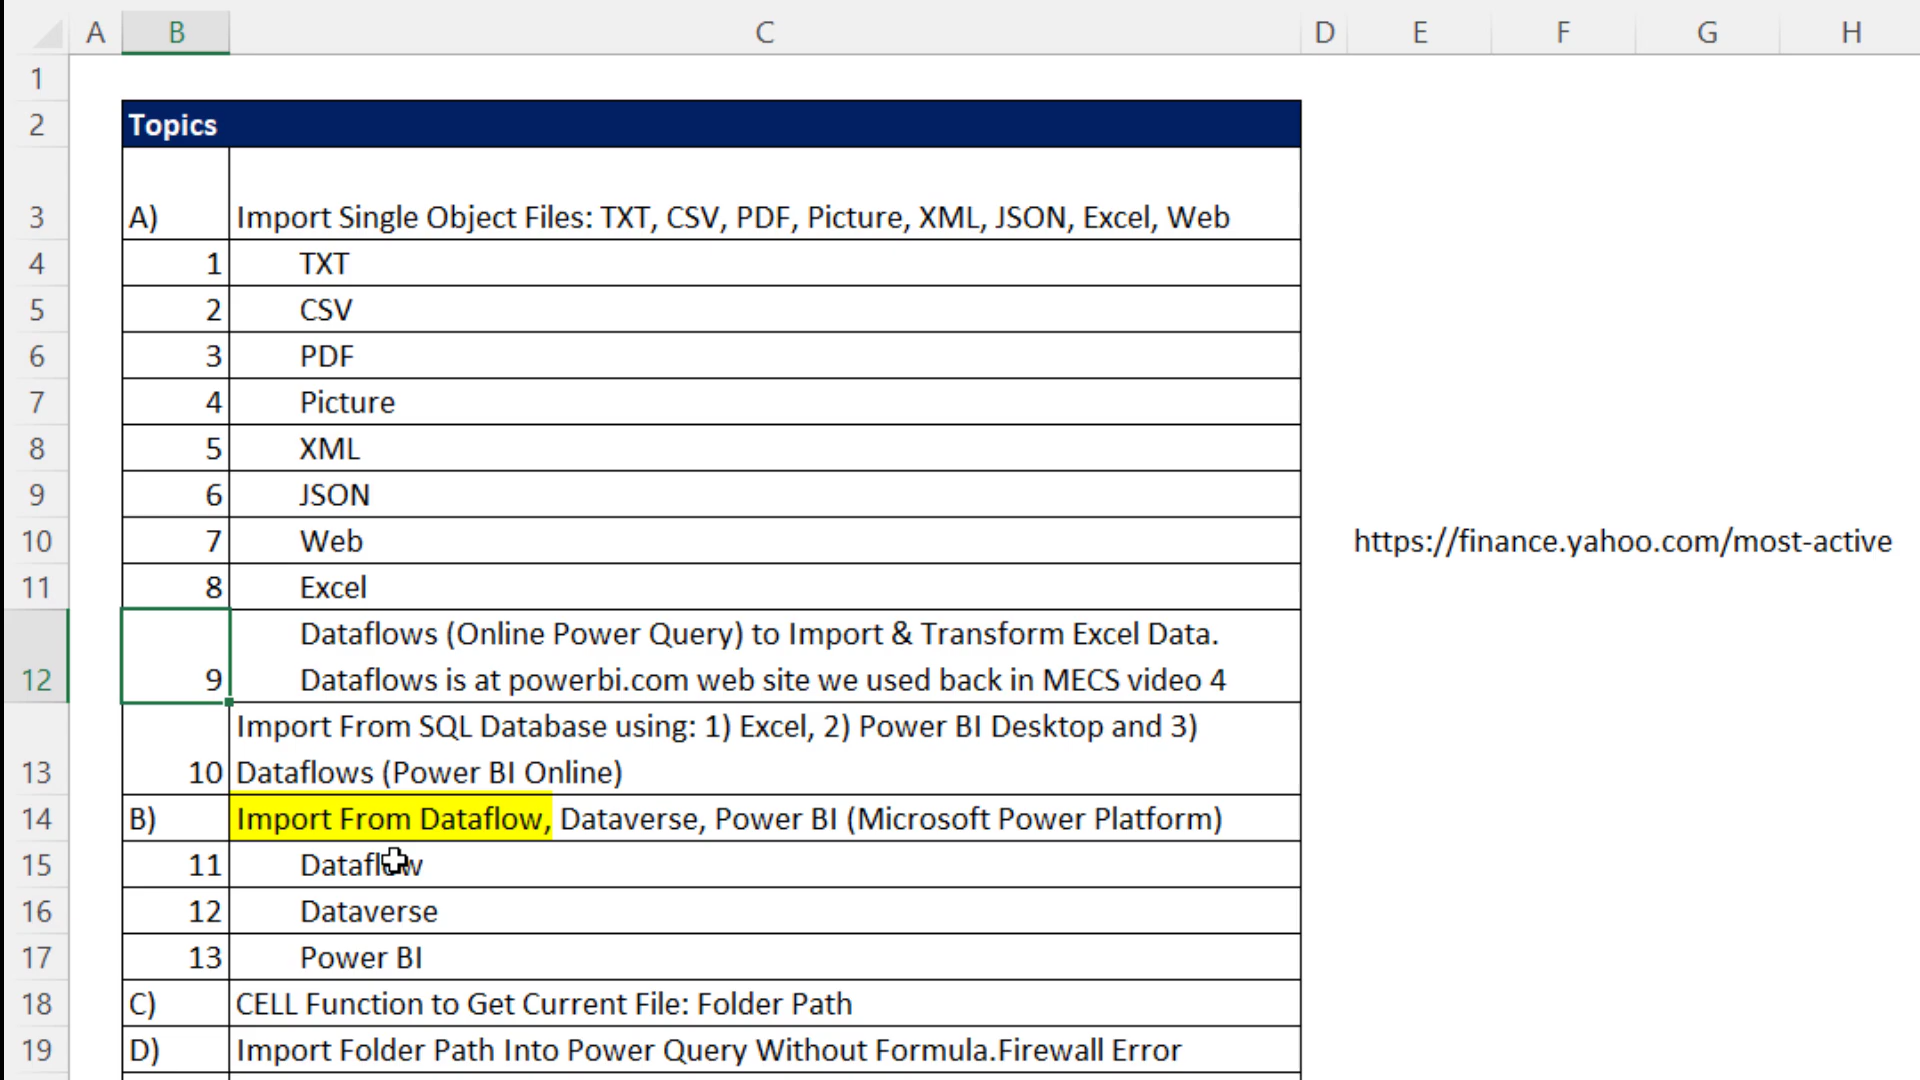 A B C D E F G H
1
2 Topics
3 A) Import Single Object Files: TXT, CSV, PDF, Picture, XML, JSON, Excel, Web
4 1 TXT
5 2 CSV
6 3 PDF
7 4 Picture
8 5 XML
9 6 JSON
10 7 Web https://finance.yahoo.com/most-active
11 8 Excel
Dataflows (Online Power Query) to Import & Transform Excel Data.
12 9 Dataflows is at powerbi.com web site we used back in MECS video 4
Import From SQL Database using: 1) Excel, 2) Power BI Desktop and 3)
13 10 Dataflows (Power BI Online)
14 B) Import From Dataflow, Dataverse, Power BI (Microsoft Power Platform)
15 11 Dataflow
16 12 Dataverse
17 13 Power BI
18 C) CELL Function to Get Current File: Folder Path
19 D) Import Folder Path Into Power Query Without Formula.Firewall Error